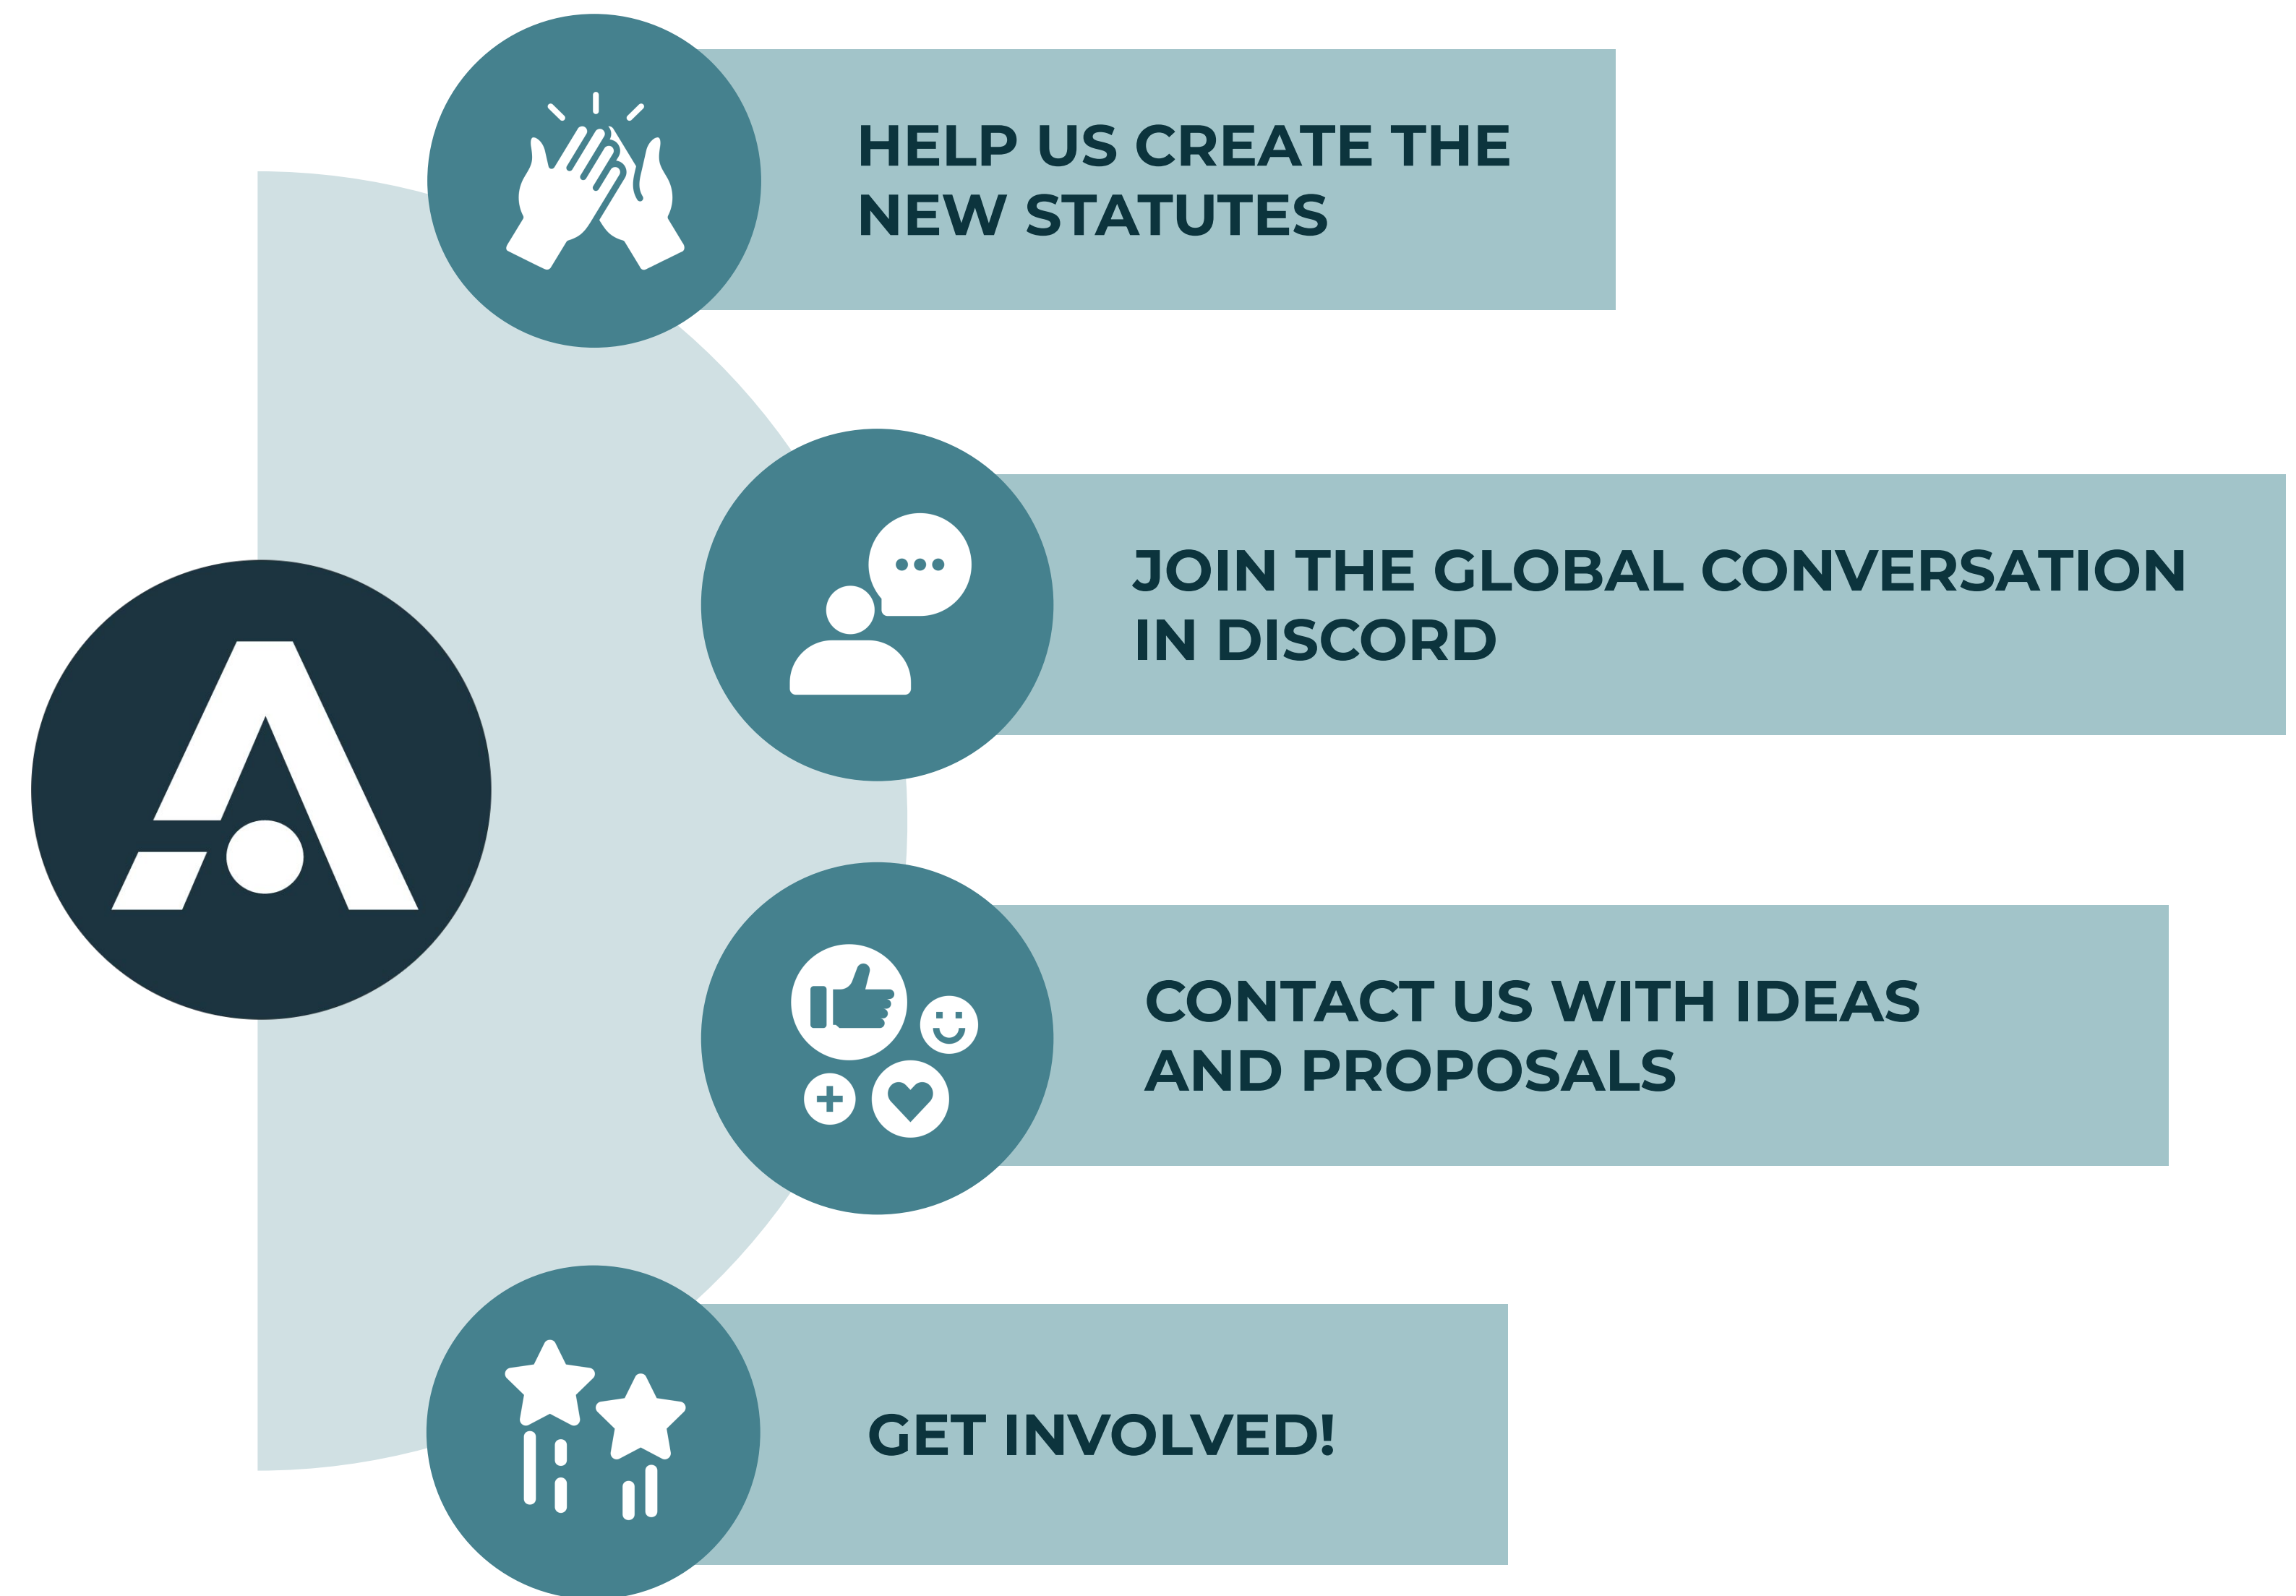 HELP US CREATE THE
NEW STATUTES
JOIN THE GLOBAL CONVERSATION
IN DISCORD
CONTACT US WITH IDEAS
AND PROPOSALS
GET INVOLVED!